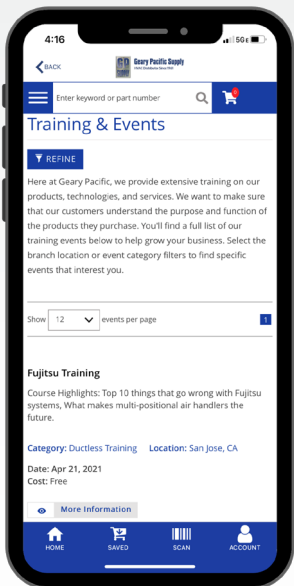 4:16
5GE
BACK
Geary Pacific Supply
HVAC Distributor Since 1961
Enter keyword or part number
0
Training & Events
REFINE
Here at Geary Pacific, we provide extensive training on our
products, technologies, and services. We want to make sure
that our customers understand the purpose and function of
the products they purchase. You'll find a full list of our
training events below to help grow your business. Select the
branch location or event category filters to find specific
events that interest you.
Show 12 events per page 1
Fujitsu Training
Course Highlights: Top 10 things that go wrong with Fujitsu
systems, What makes multi-positional air handlers the
future.
Category: Ductless Training Location: San Jose, CA
Date: Apr 21, 2021
Cost: Free
More Information
HOME SAVED SCAN ACCOUNT